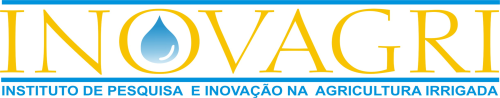 INOVAGRI
INSTITUTO DE PESQUISA E INOVAÇÃO NA AGRICULTURA IRRIGADA